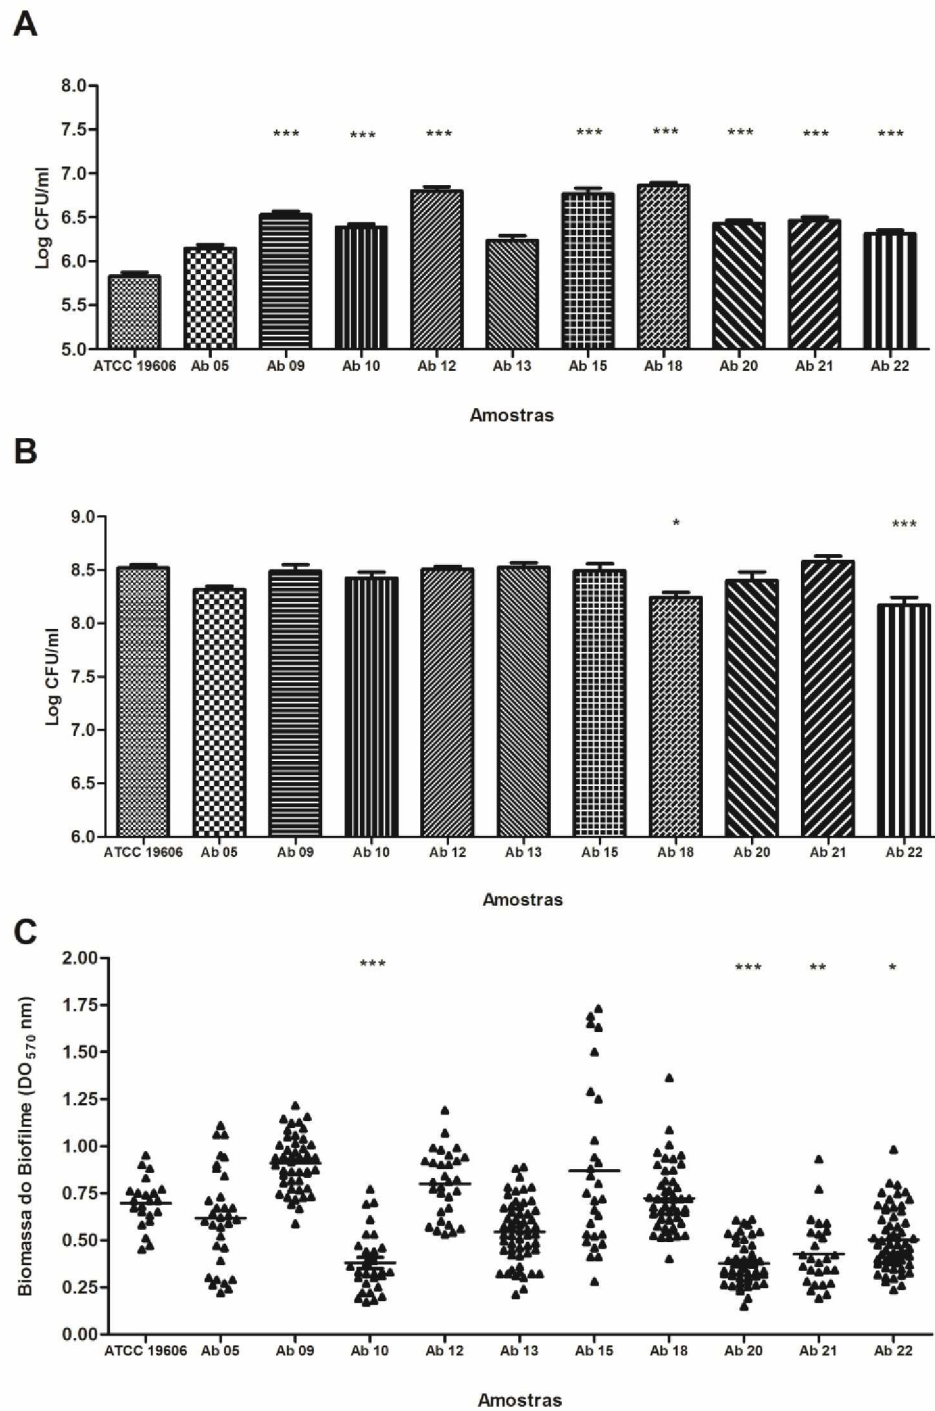 A
8.0
7.5
7.0
6.5
6.0
5.5
5.0
Log CFU/ml
*** *** *** *** *** *** *** ***
ATCC 19606 Ab 05 Ab 09 Ab 10 Ab 12 Ab 13 Ab 15 Ab 18 Ab 20 Ab 21 Ab 22
Amostras
B
9.0
8.5
8.0
7.5
7.0
6.5
6.0
Log CFU/ml
* ***
ATCC 19606 Ab 05 Ab 09 Ab 10 Ab 12 Ab 13 Ab 15 Ab 18 Ab 20 Ab 21 Ab 22
Amostras
C
2.00
1.75
1.50
1.25
1.00
0.75
0.50
0.25
0.00
Biomassa do Biofilme (DO570 nm)
*** *** ** *
ATCC 19606 Ab 05 Ab 09 Ab 10 Ab 12 Ab 13 Ab 15 Ab 18 Ab 20 Ab 21 Ab 22
Amostras